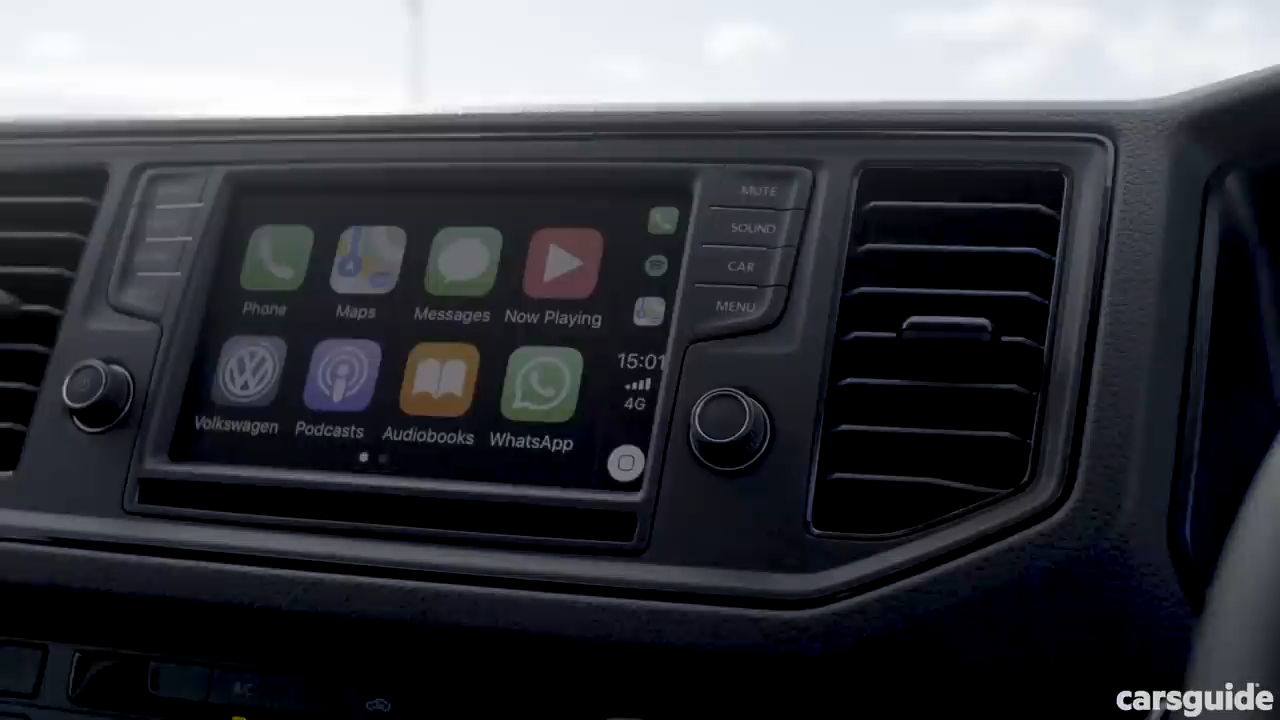 MUTE
SOUND
CAR
MENU
Phone
Maps
Messages
Now Playing
Volkswagen
Podcasts
Audiobooks
WhatsApp
15:01
4G
A/C
carsguide